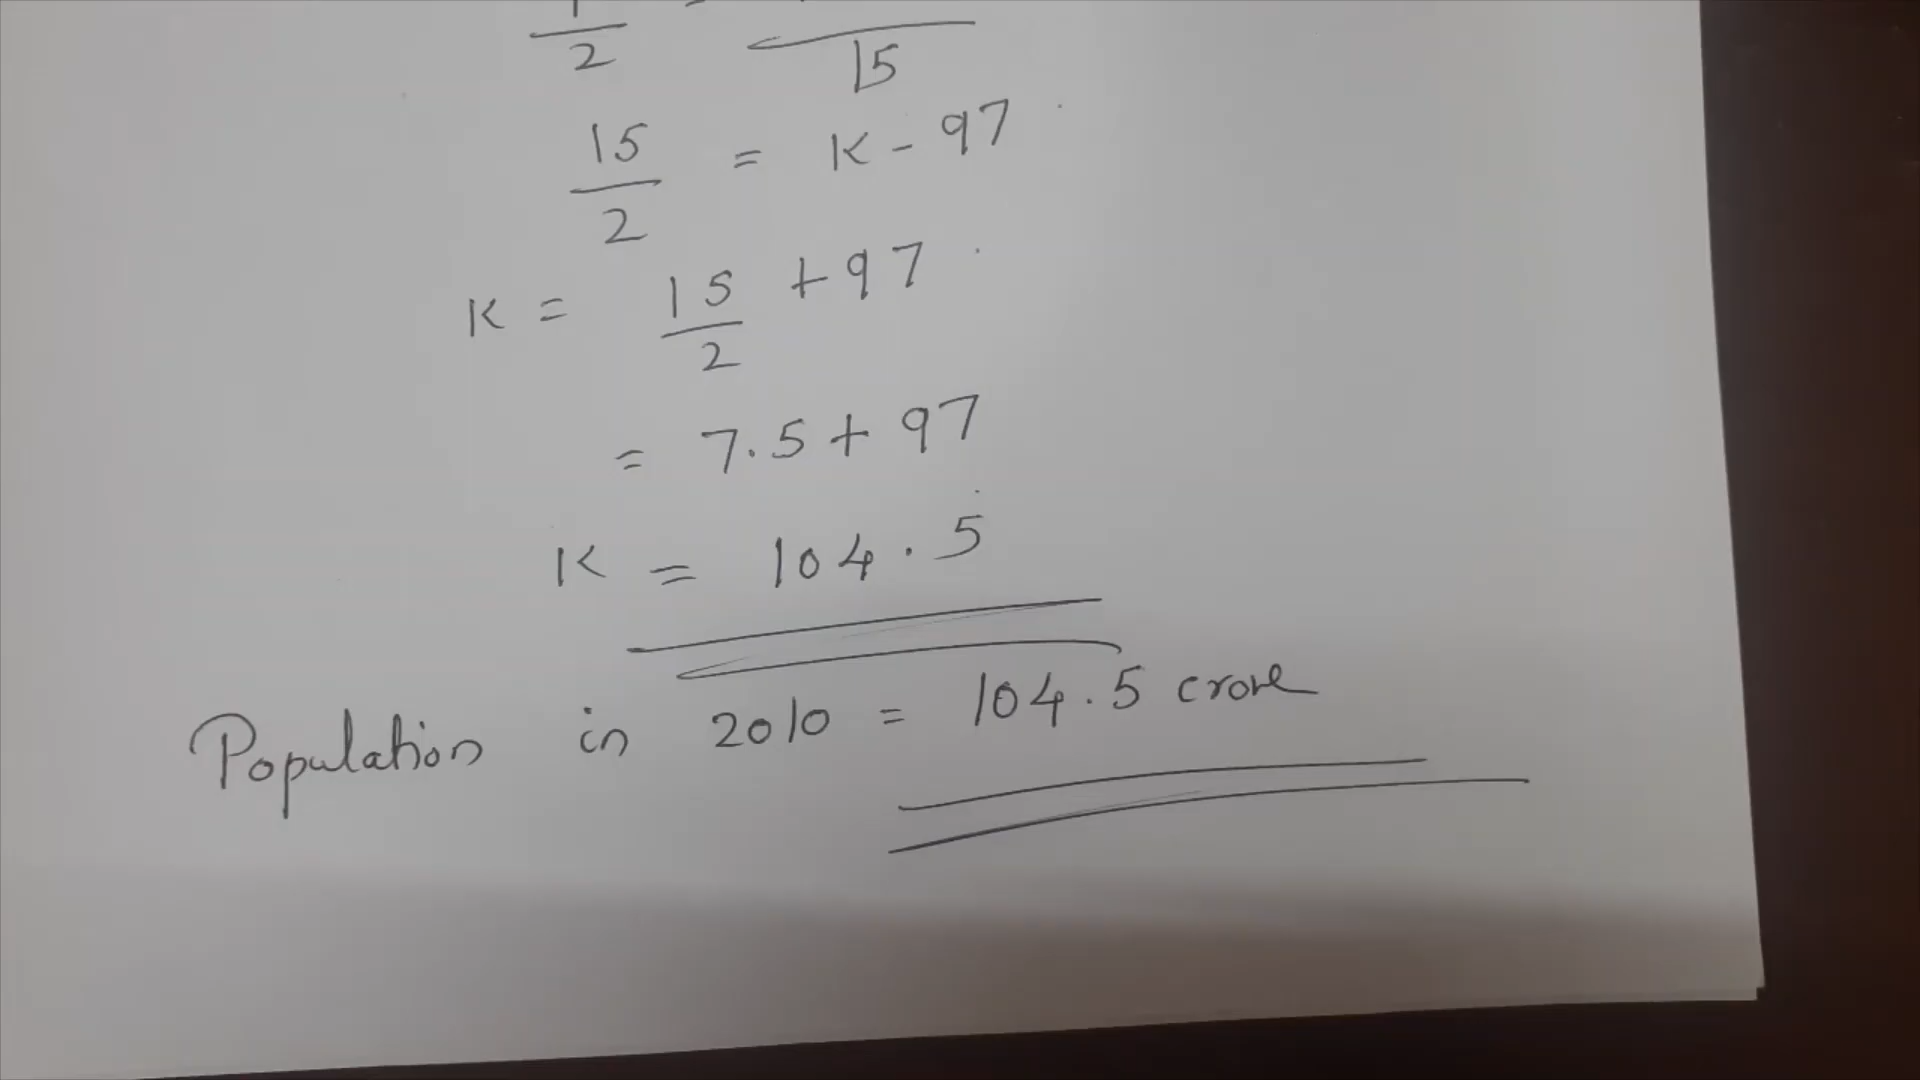 2 15
15/2 = K - 97
K = 15/2 + 97
= 7.5 + 97
K = 104.5
Population in 2010 = 104.5 crore